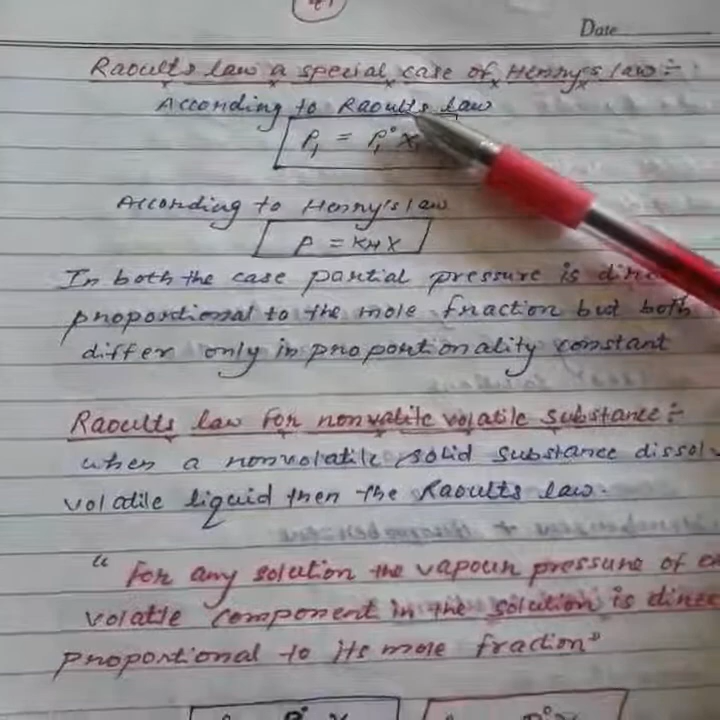 Date
Raoults law a special case of Henry's law ÷
According to Raoults law
P₁ = P₁° X₁
According to Henry's law
P = KH X
In both the case partial pressure is
proportional to the mole fraction but both
differ only in proportionality constant
Raoults law for nonvalile volatile substance ÷
when a nonvolatile solid substance
volatile liquid then the Raoults law.
" for any solution the vapour pressure of
volatile component in the solution is
proportional to its mole fraction"